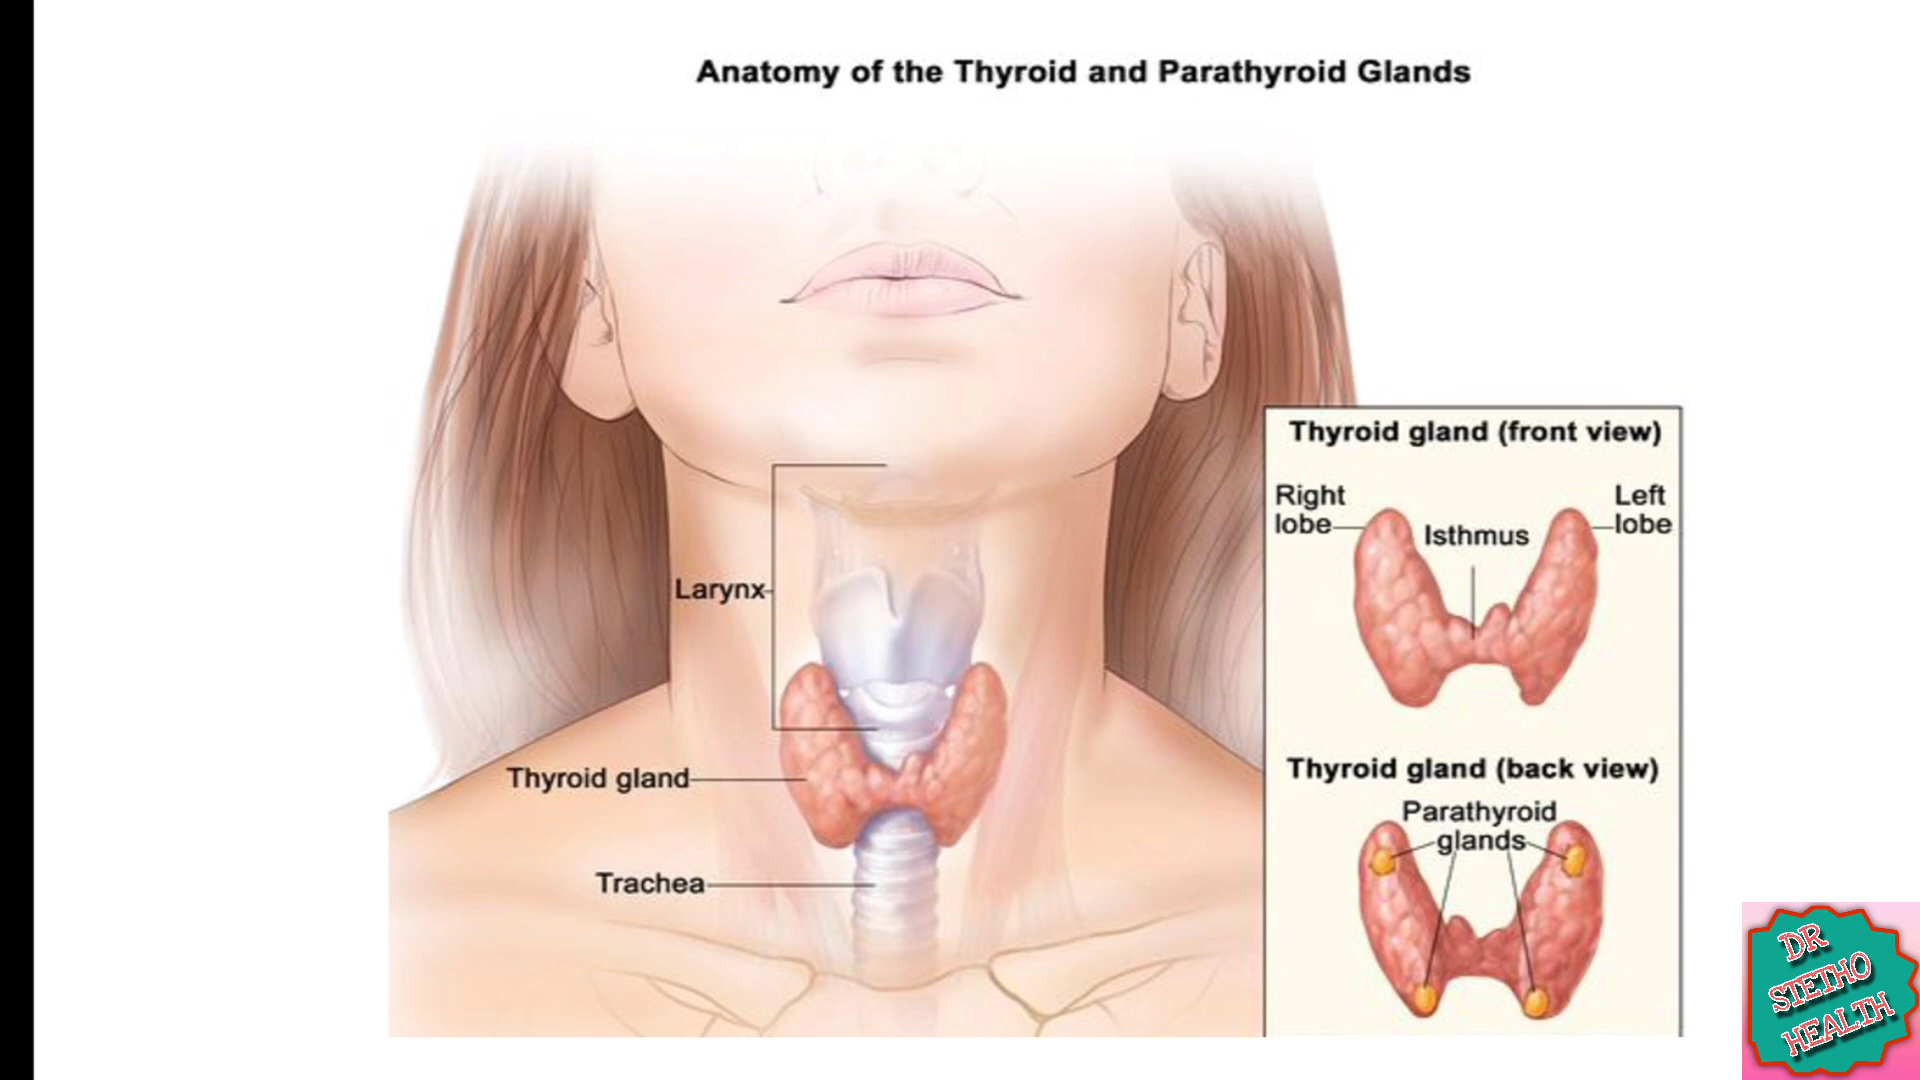 Anatomy of the Thyroid and Parathyroid Glands
Larynx
Thyroid gland
Trachea
Thyroid gland (front view)
Right
lobe
Isthmus
Left
lobe
Thyroid gland (back view)
Parathyroid
glands
DR
STETHO
HEALTH